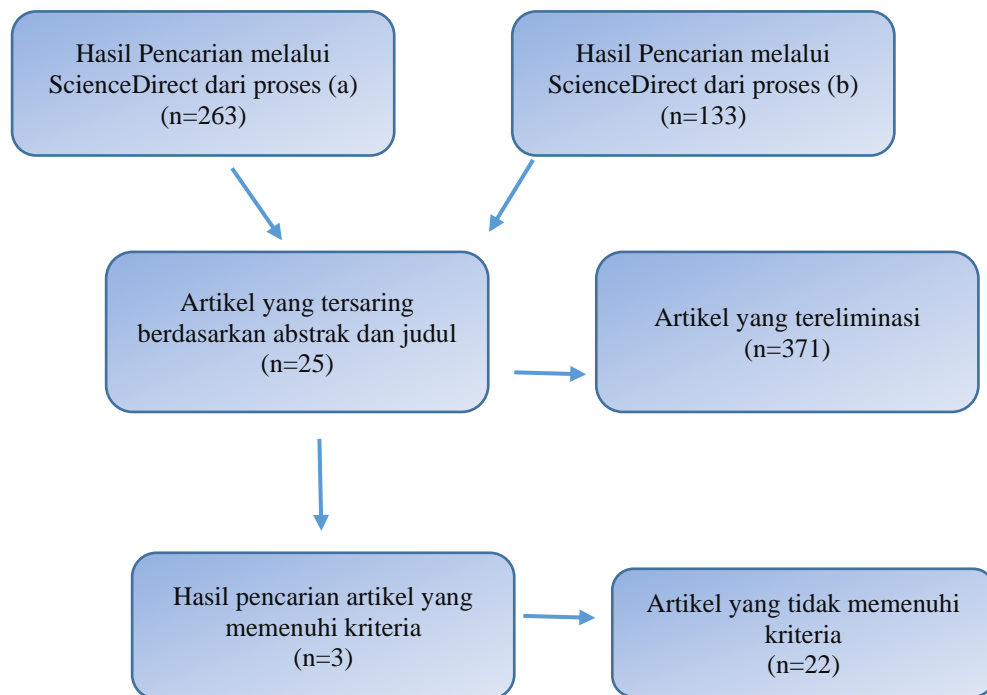 Hasil Pencarian melalui
ScienceDirect dari proses (a)
(n=263)
Hasil Pencarian melalui
ScienceDirect dari proses (b)
(n=133)
Artikel yang tersaring
berdasarkan abstrak dan judul
(n=25)
Artikel yang tereliminasi
(n=371)
Hasil pencarian artikel yang
memenuhi kriteria
(n=3)
Artikel yang tidak memenuhi
kriteria
(n=22)